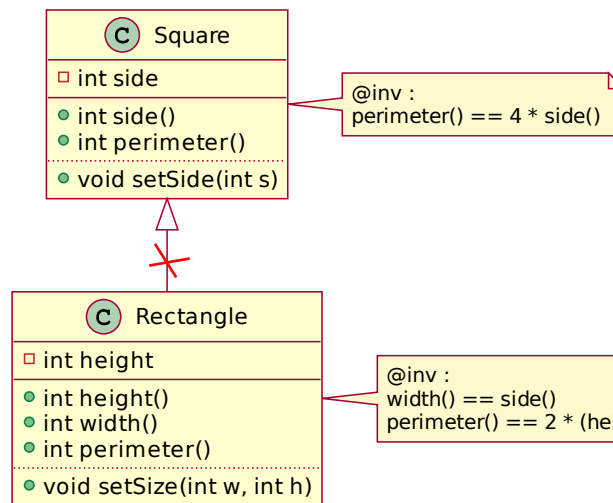 C Square
int side
int side()
int perimeter()
void setSide(int s)
@inv :
perimeter() == 4 * side()
C Rectangle
int height
int height()
int width()
int perimeter()
void setSize(int w, int h)
@inv :
width() == side()
perimeter() == 2 * (he